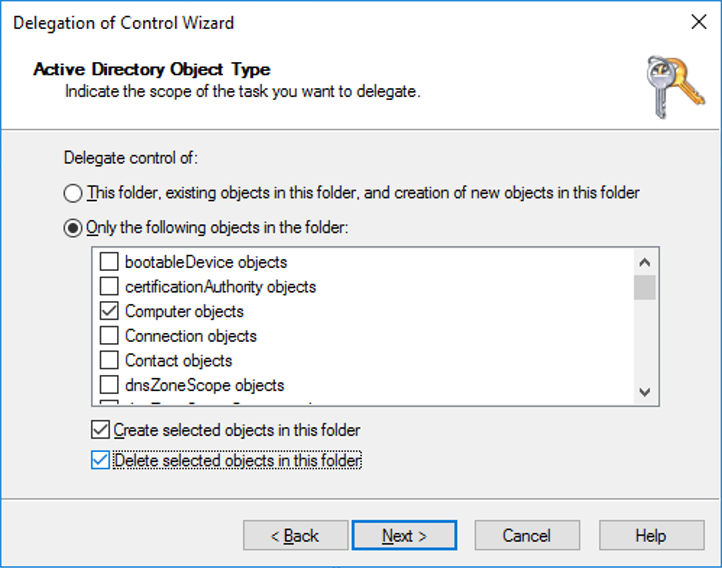 Delegation of Control Wizard
Active Directory Object Type
Indicate the scope of the task you want to delegate.
Delegate control of:
This folder, existing objects in this folder, and creation of new objects in this folder
Only the following objects in the folder:
bootableDevice objects
certificationAuthority objects
Computer objects
Connection objects
Contact objects
dnsZoneScope objects
Create selected objects in this folder
Delete selected objects in this folder
< Back
Next >
Cancel
Help